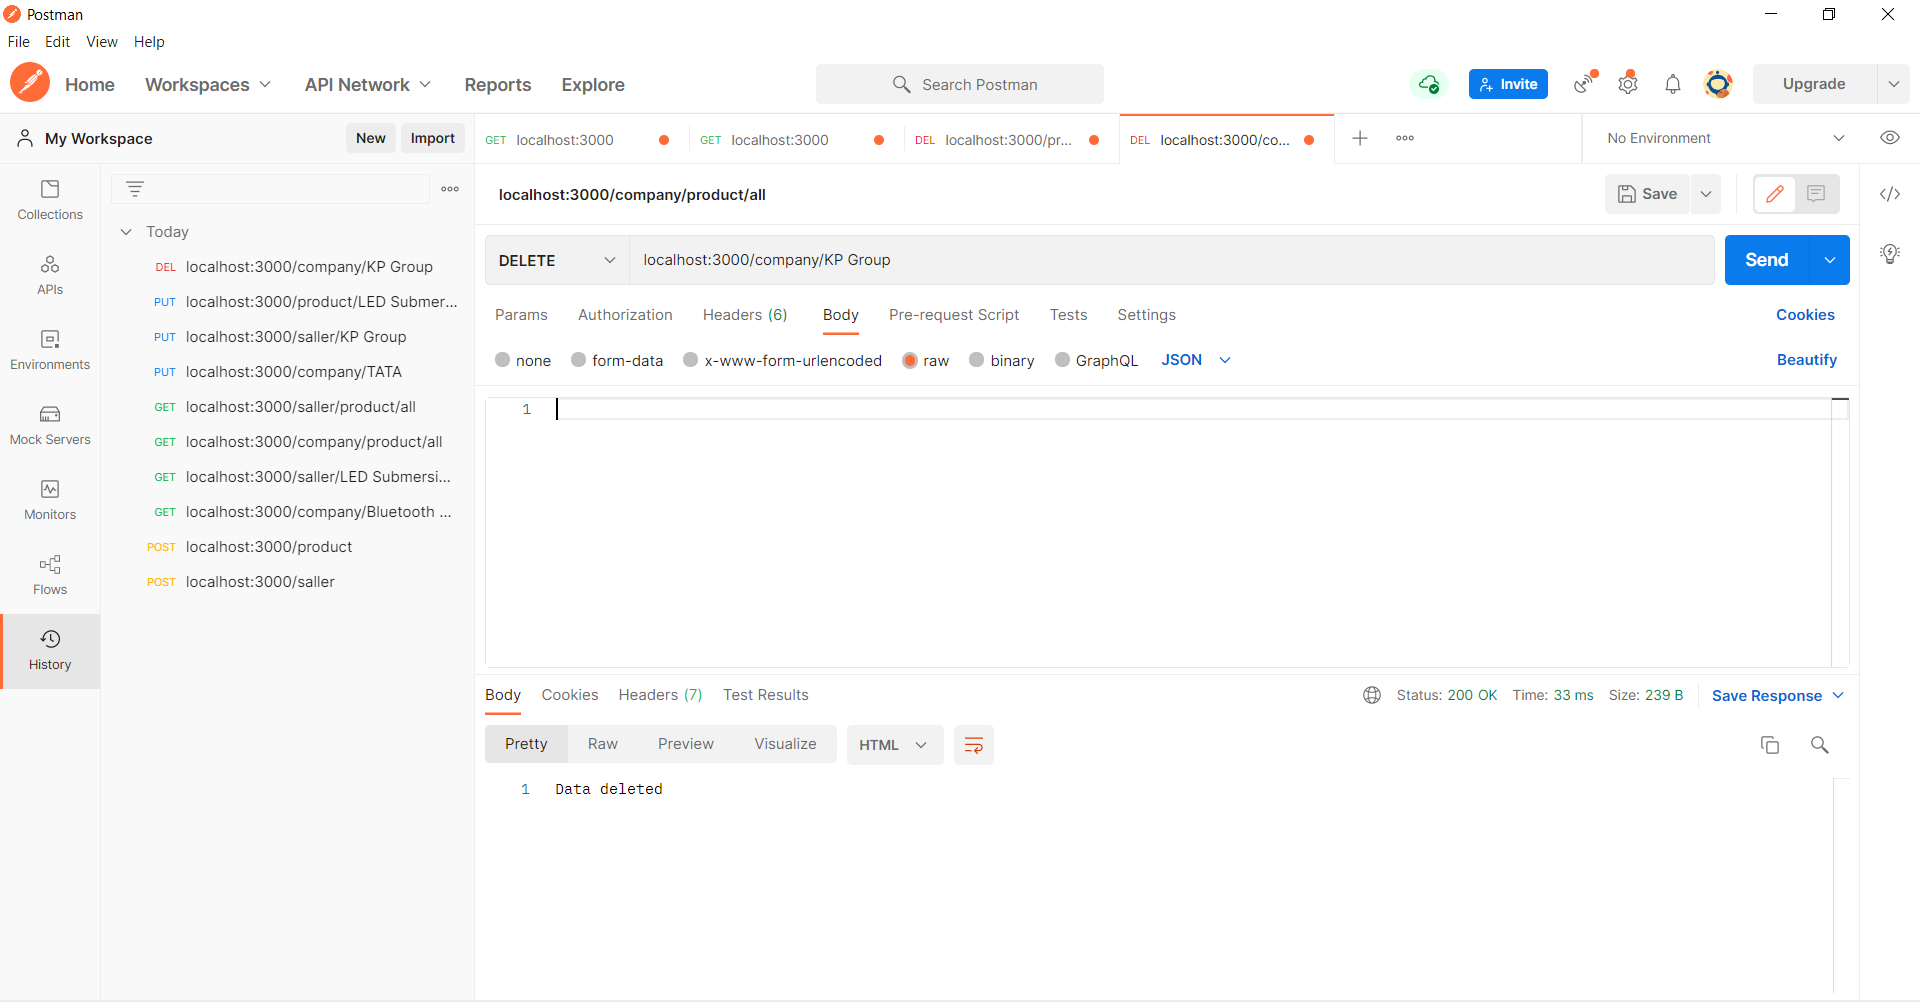 Postman
File Edit View Help
Home Workspaces API Network Reports Explore Search Postman Invite Upgrade
My Workspace New Import GET localhost:3000 GET localhost:3000 DEL localhost:3000/pr... DEL localhost:3000/co... No Environment
Collections
APIs
Environments
Mock Servers
Monitors
Flows
History
Today
DEL localhost:3000/company/KP Group
PUT localhost:3000/product/LED Submer...
PUT localhost:3000/saller/KP Group
PUT localhost:3000/company/TATA
GET localhost:3000/saller/product/all
GET localhost:3000/company/product/all
GET localhost:3000/saller/LED Submersi...
GET localhost:3000/company/Bluetooth ...
POST localhost:3000/product
POST localhost:3000/saller
localhost:3000/company/product/all Save
DELETE localhost:3000/company/KP Group Send
Params Authorization Headers (6) Body Pre-request Script Tests Settings Cookies
none form-data x-www-form-urlencoded raw binary GraphQL JSON Beautify
1
Body Cookies Headers (7) Test Results Status: 200 OK Time: 33 ms Size: 239 B Save Response
Pretty Raw Preview Visualize HTML
1 Data deleted